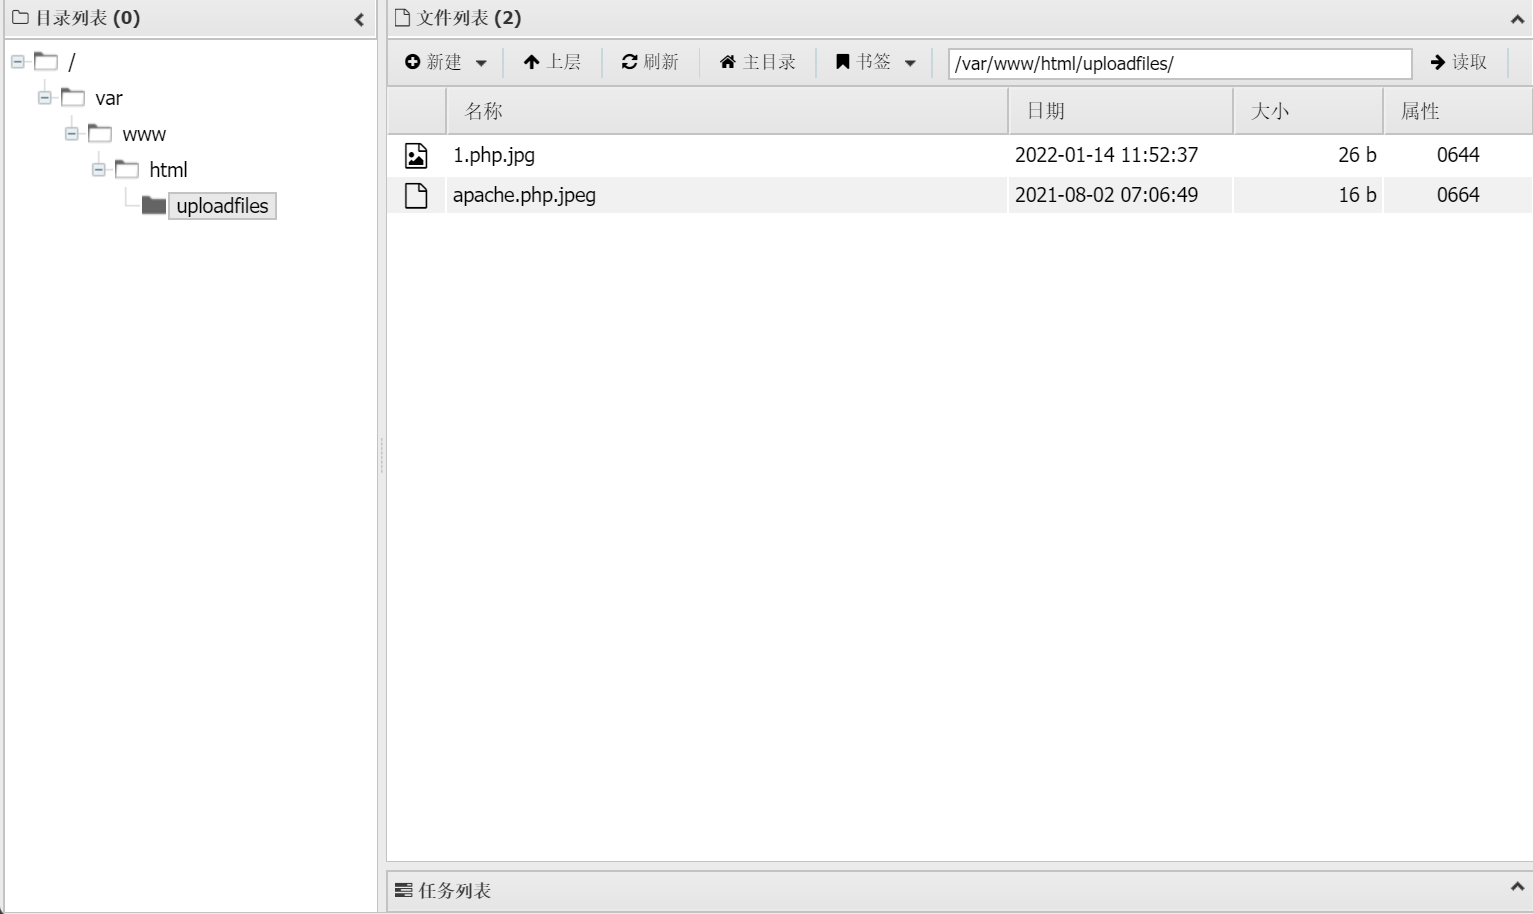 目录列表 (0)
/
var
www
html
uploadfiles
文件列表 (2)
新建 上层 刷新 主目录 书签 /var/www/html/uploadfiles/ 读取
名称 日期 大小 属性
1.php.jpg 2022-01-14 11:52:37 26 b 0644
apache.php.jpeg 2021-08-02 07:06:49 16 b 0664
任务列表